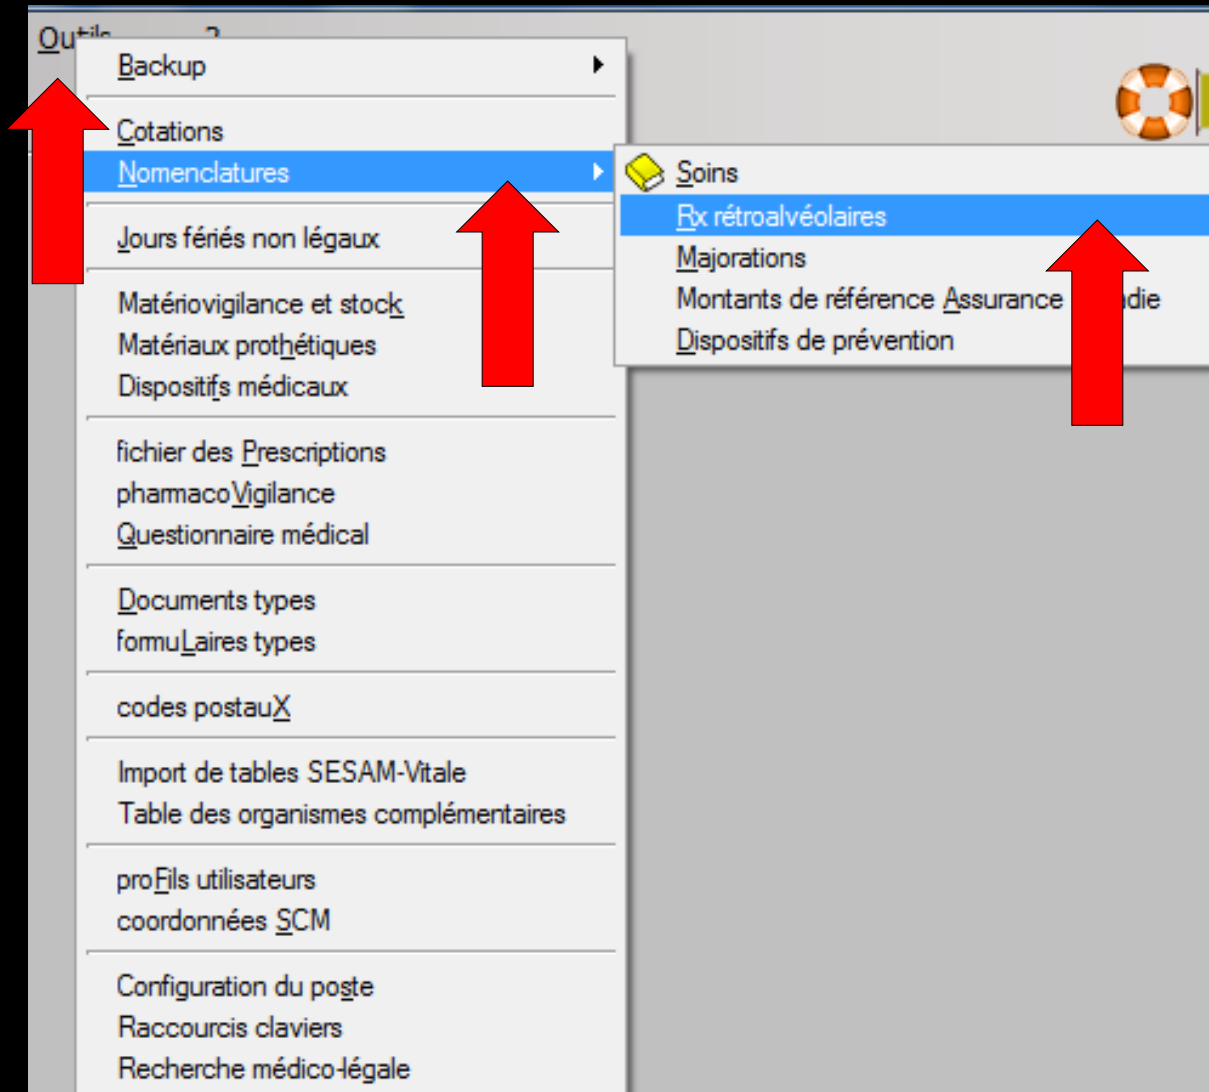 Outils ?
Backup
Cotations
Nomenclatures
Jours fériés non légaux
Matériovigilance et stock
Matériaux prothétiques
Dispositifs médicaux
fichier des Prescriptions
pharmacoVigilance
Questionnaire médical
Documents types
formuLaires types
codes postauX
Import de tables SESAM-Vitale
Table des organismes complémentaires
proFils utilisateurs
coordonnées SCM
Configuration du poste
Raccourcis claviers
Recherche médico-légale
Soins
Rx rétroalvéolaires
Majorations
Montants de référence Assurance
Dispositifs de prévention